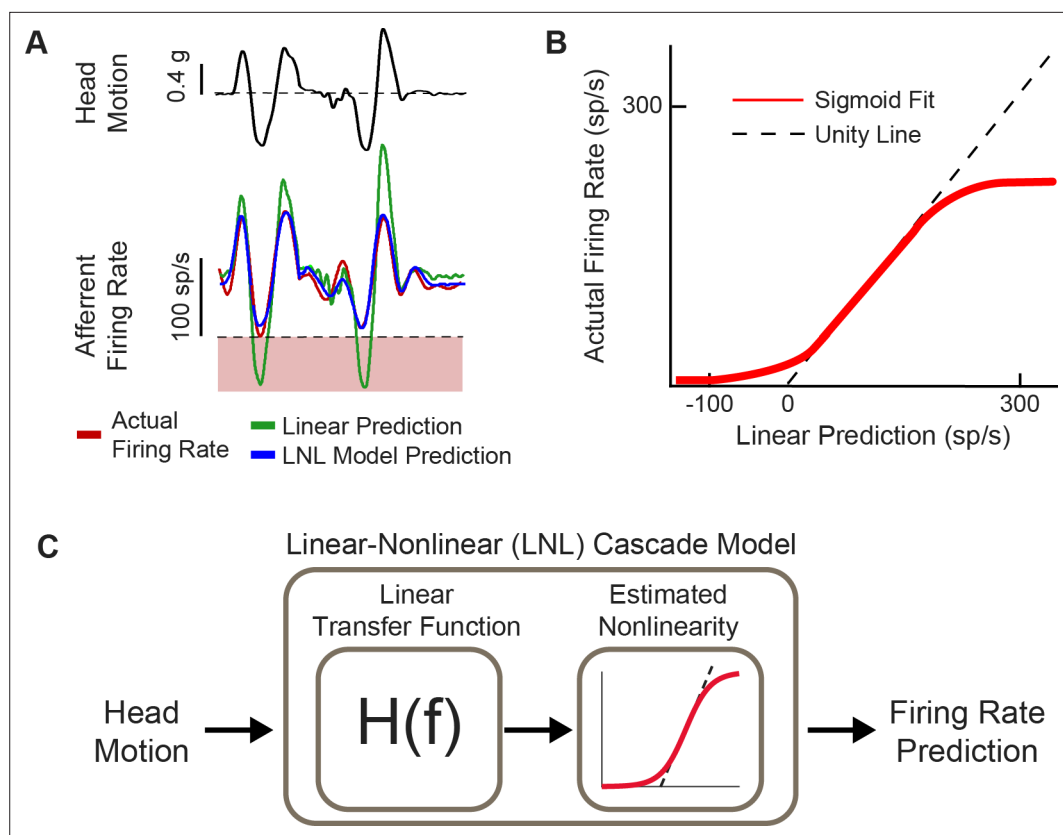 A
Head
Motion
0.4 g
Afferrent
Firing Rate
100 sp/s
Actual
Firing Rate
Linear Prediction
LNL Model Prediction
B
Actual Firing Rate (sp/s)
300
Sigmoid Fit
Unity Line
-100
0
300
Linear Prediction (sp/s)
C
Linear-Nonlinear (LNL) Cascade Model
Linear
Transfer Function
Estimated
Nonlinearity
Head
Motion
H(f)
Firing Rate
Prediction